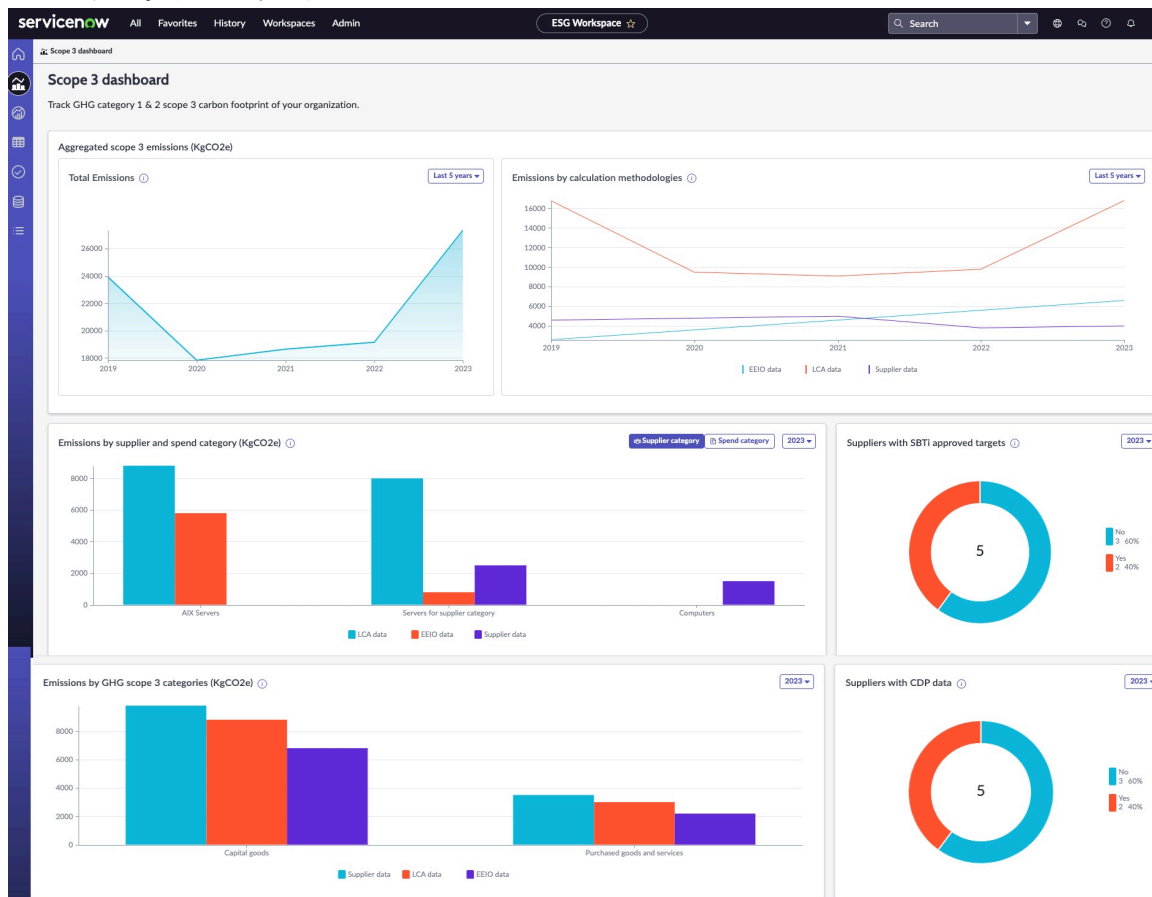 servicenow All Favorites History Workspaces Admin ESG Workspace Search
Scope 3 dashboard
Scope 3 dashboard
Track GHG category 1 & 2 scope 3 carbon footprint of your organization.
Aggregated scope 3 emissions (KgCO2e)
Total Emissions Last 5 years
26000
24000
22000
20000
18000
2019 2020 2021 2022 2023
Emissions by calculation methodologies Last 5 years
16000
14000
12000
10000
8000
6000
4000
2019 2020 2021 2022 2023
EEIO data LCA data Supplier data
Emissions by supplier and spend category (KgCO2e) Supplier category Spend category 2023
8000
6000
4000
2000
0
AIX Servers Servers for supplier category Computers
LCA data EEIO data Supplier data
Suppliers with SBTi approved targets 2023
5
No
3 60%
Yes
2 40%
Emissions by GHG scope 3 categories (KgCO2e) 2023
8000
6000
4000
2000
0
Capital goods Purchased goods and services
Supplier data LCA data EEIO data
Suppliers with CDP data 2023
5
No
3 60%
Yes
2 40%